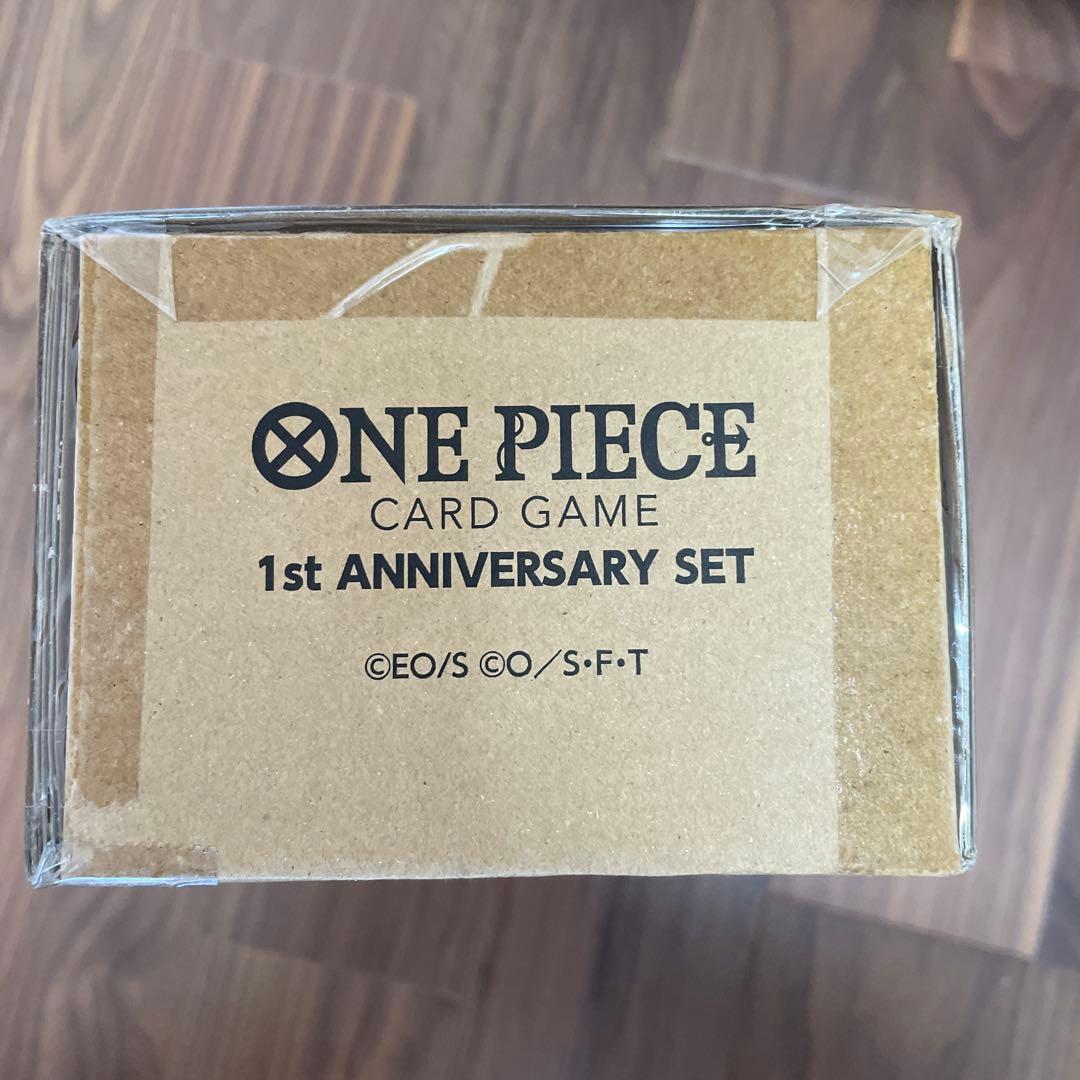 ONE PIECE
CARD GAME
1st ANNIVERSARY SET
©EO/S ©O／S・F・T